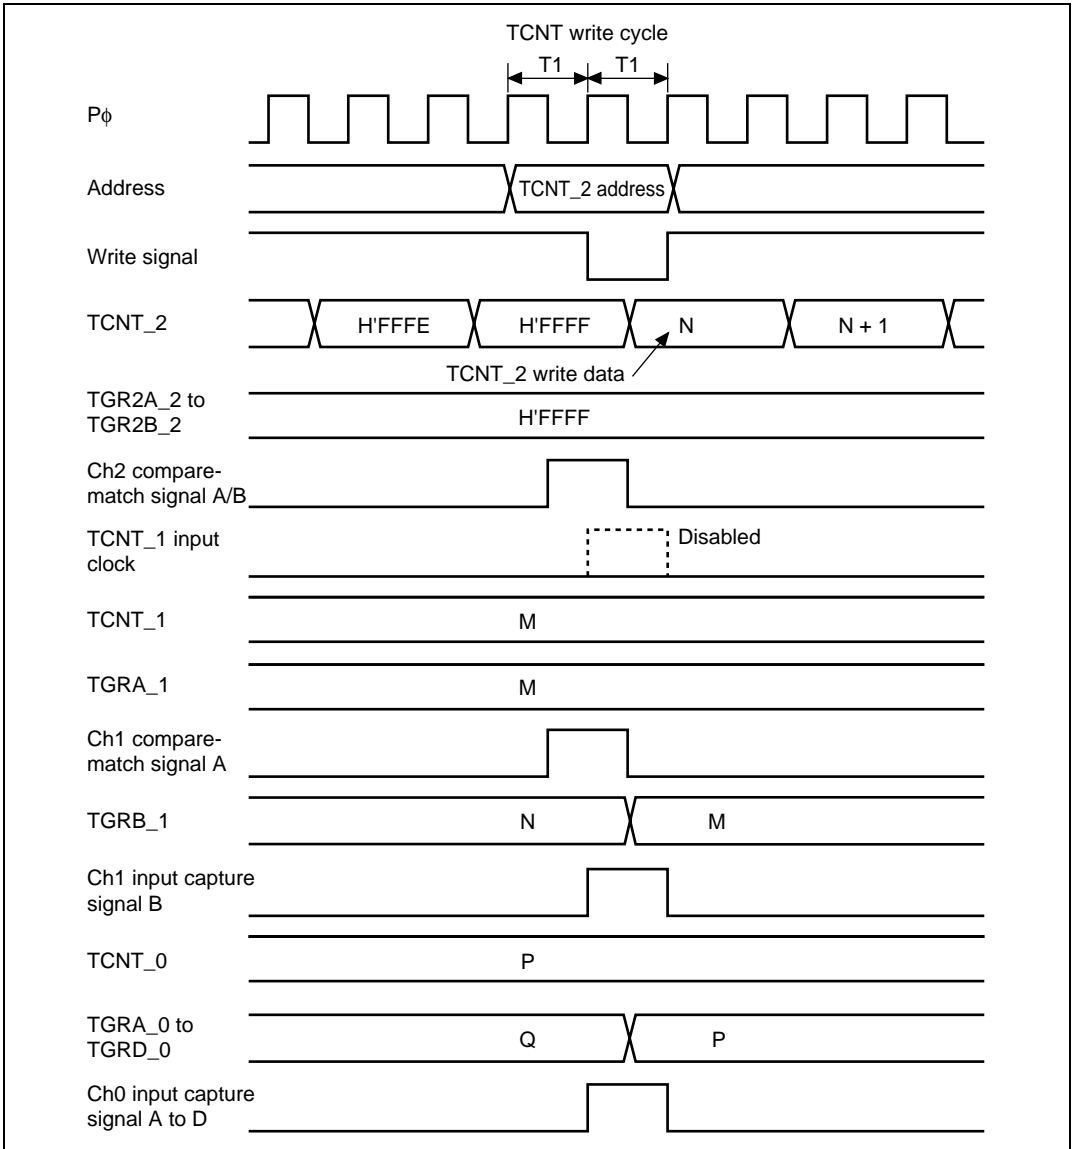 TCNT write cycle
T1 T1
Pϕ
Address
TCNT_2 address
Write signal
TCNT_2
H'FFFE H'FFFF N N + 1
TCNT_2 write data
TGR2A_2 to
TGR2B_2
H'FFFF
Ch2 compare-
match signal A/B
TCNT_1 input
clock
Disabled
TCNT_1
M
TGRA_1
M
Ch1 compare-
match signal A
TGRB_1
N M
Ch1 input capture
signal B
TCNT_0
P
TGRA_0 to
TGRD_0
Q P
Ch0 input capture
signal A to D